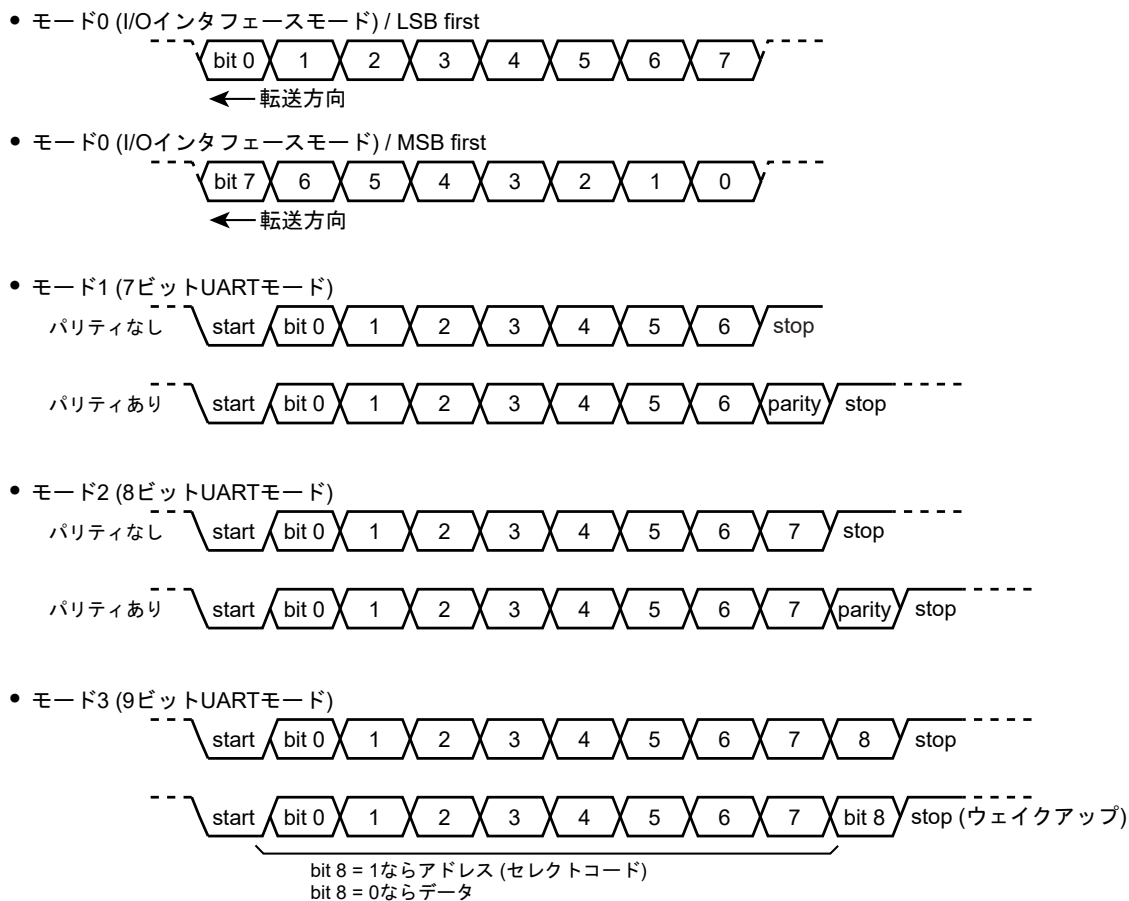 ● モード0 (I/Oインタフェースモード) / LSB first
bit 0 1 2 3 4 5 6 7
転送方向
● モード0 (I/Oインタフェースモード) / MSB first
bit 7 6 5 4 3 2 1 0
転送方向
● モード1 (7ビットUARTモード)
パリティなし start bit 0 1 2 3 4 5 6 stop
パリティあり start bit 0 1 2 3 4 5 6 parity stop
● モード2 (8ビットUARTモード)
パリティなし start bit 0 1 2 3 4 5 6 7 stop
パリティあり start bit 0 1 2 3 4 5 6 7 parity stop
● モード3 (9ビットUARTモード)
start bit 0 1 2 3 4 5 6 7 8 stop
start bit 0 1 2 3 4 5 6 7 bit 8 stop (ウェイクアップ)
bit 8 = 1ならアドレス (セレクトコード)
bit 8 = 0ならデータ